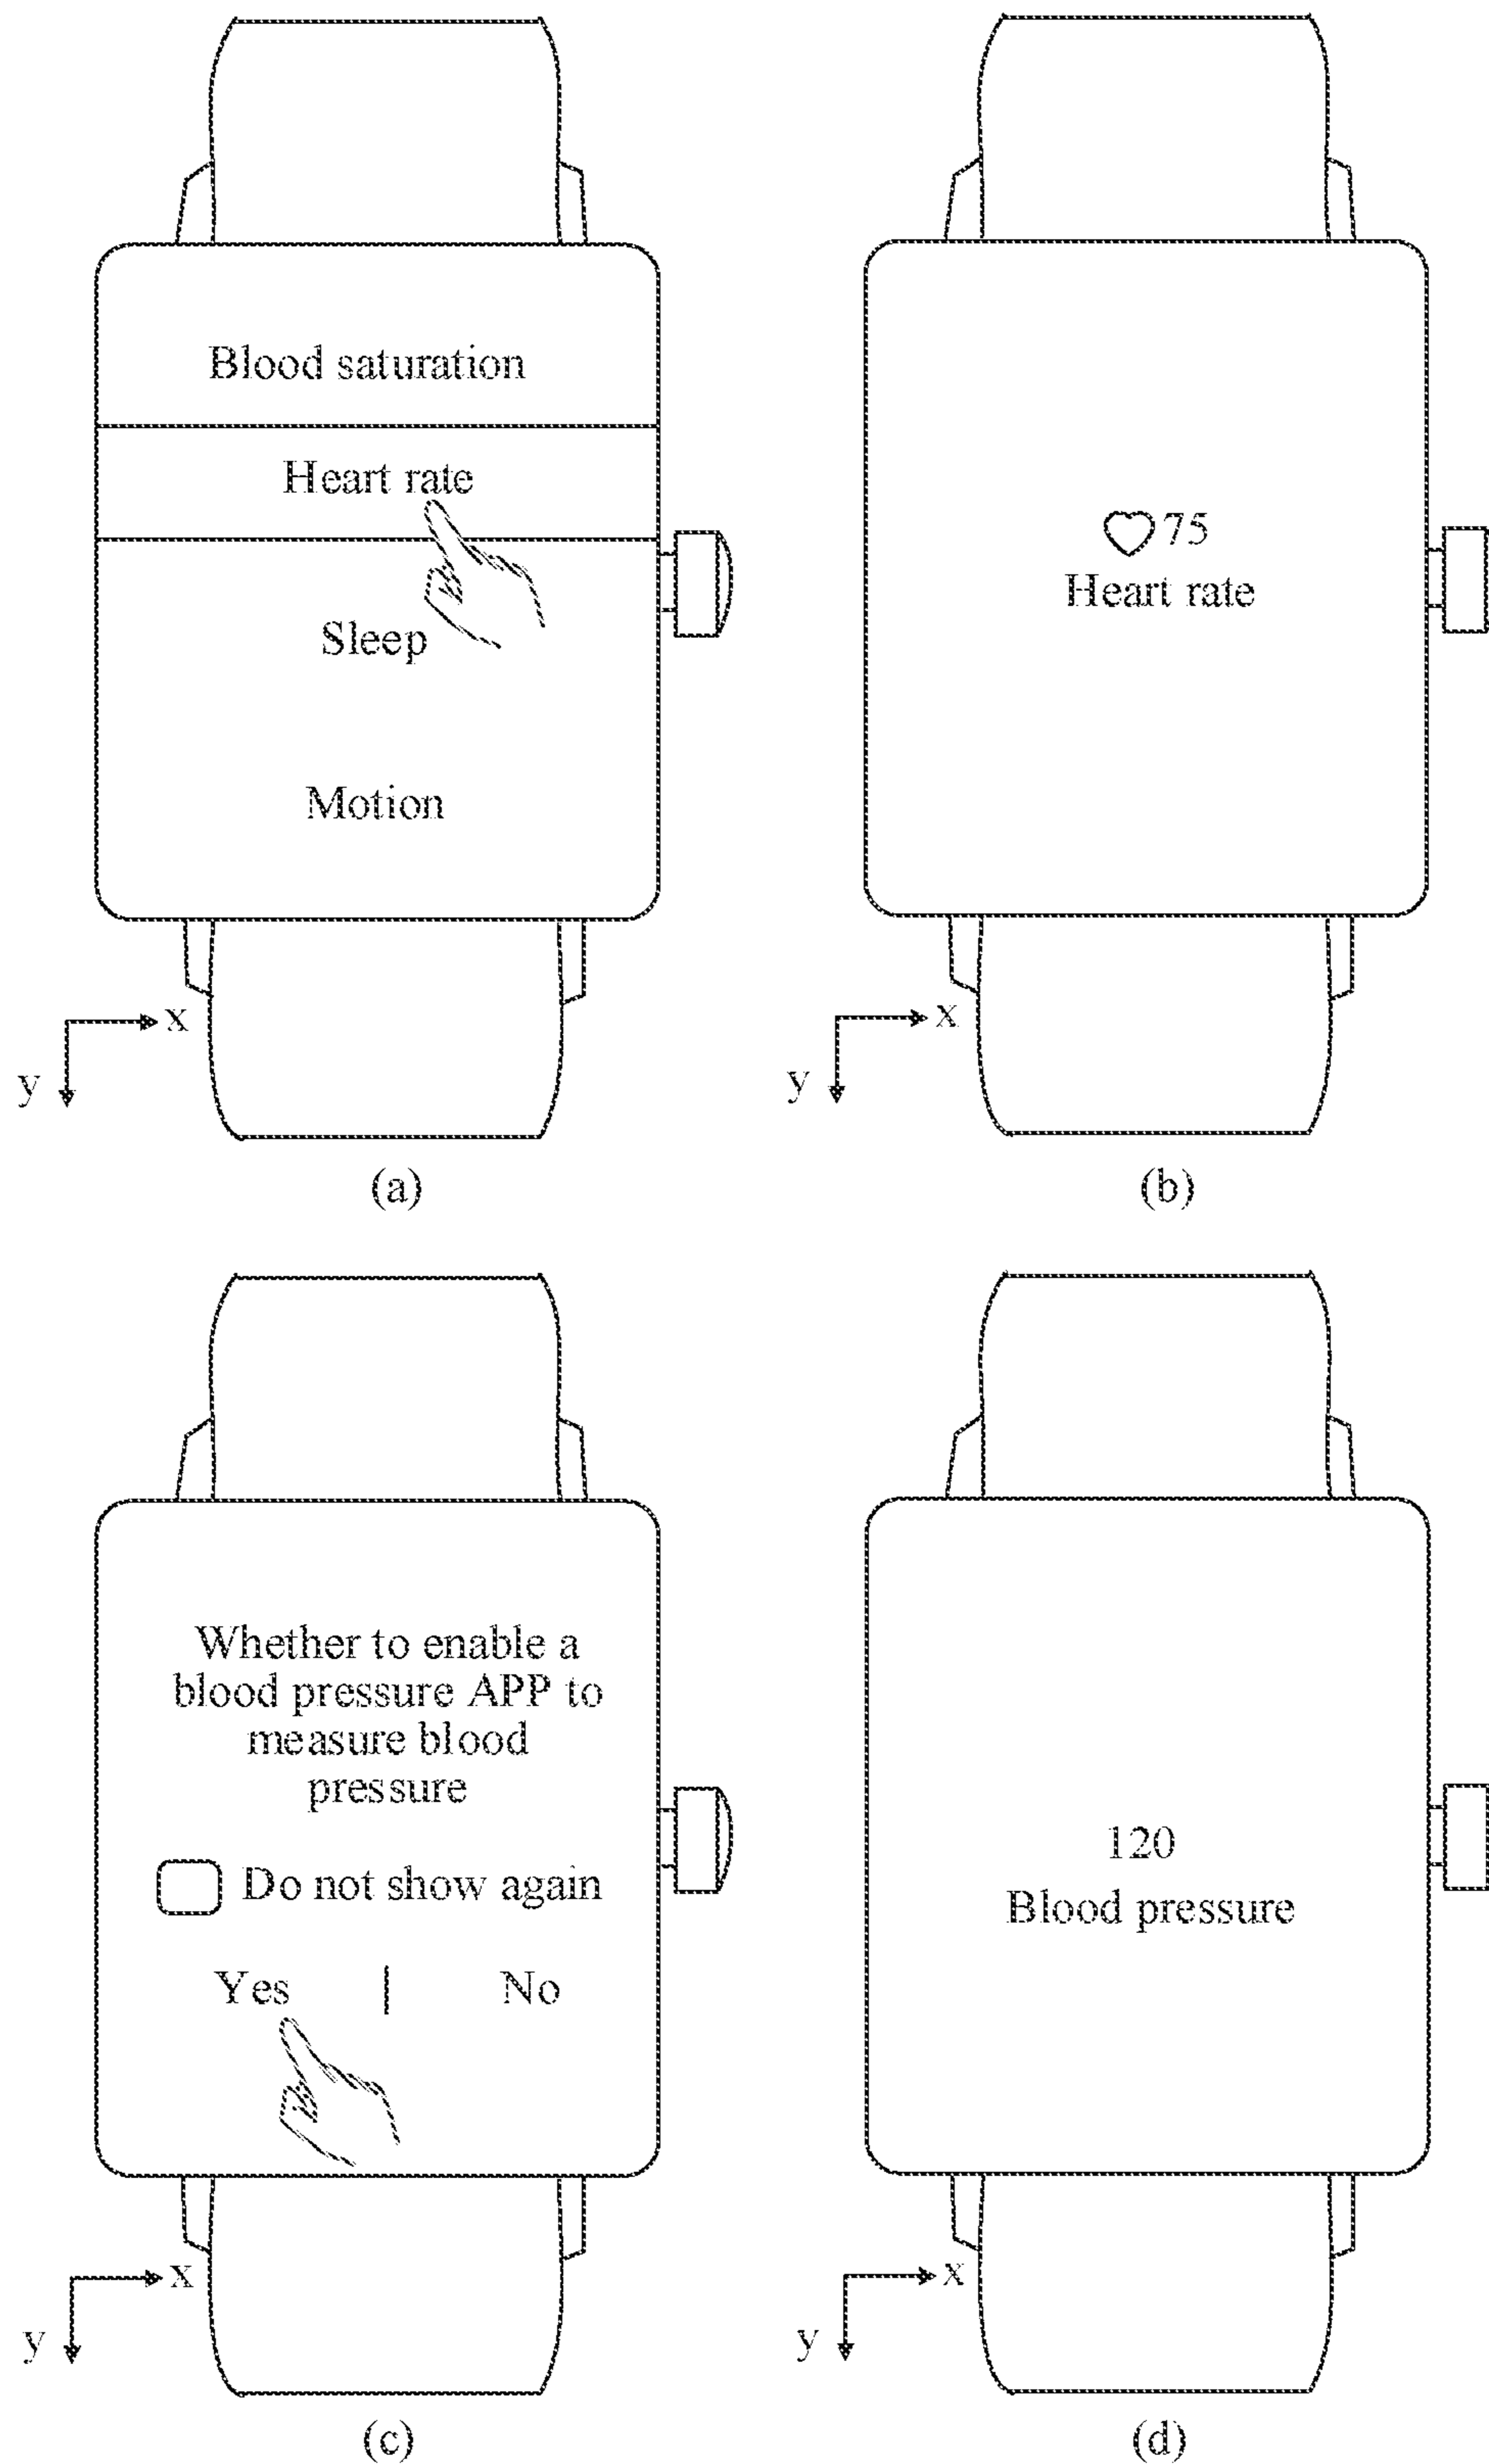 Blood saturation
Heart rate
Sleep
Motion
x
y
(a)
75
Heart rate
x
y
(b)
Whether to enable a
blood pressure APP to
measure blood
pressure
Do not show again
Yes | No
x
y
(c)
120
Blood pressure
x
y
(d)